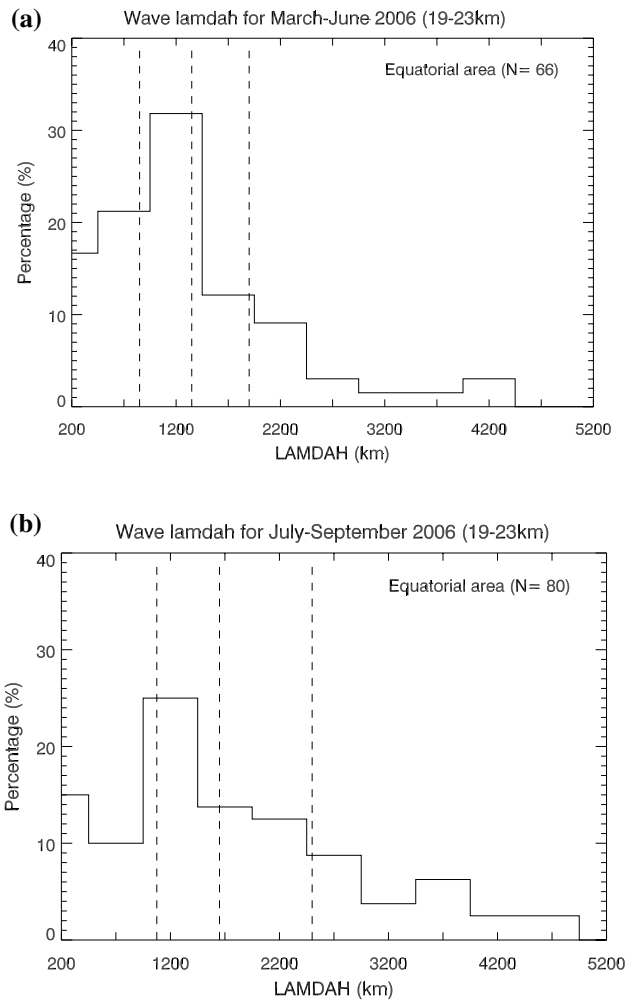 (a)
Wave lamdah for March-June 2006 (19-23km)
40
Equatorial area (N= 66)
30
Percentage (%)
20
10
0
200 1200 2200 3200 4200 5200
LAMDAH (km)
(b)
Wave lamdah for July-September 2006 (19-23km)
40
Equatorial area (N= 80)
30
Percentage (%)
20
10
0
200 1200 2200 3200 4200 5200
LAMDAH (km)